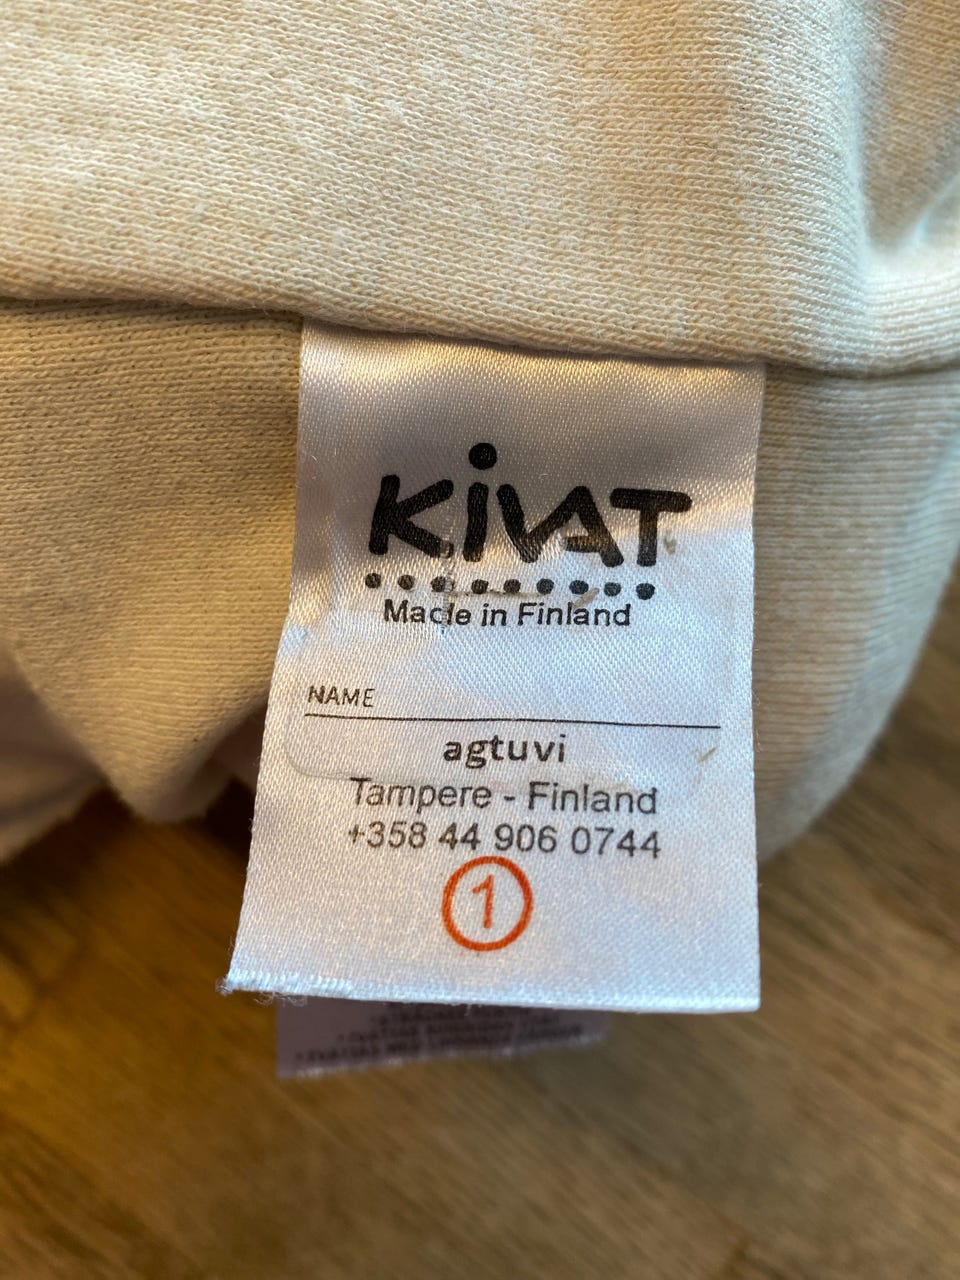 KiVAT
Made in Finland
NAME
agtuvi
Tampere - Finland
+358 44 906 0744
1